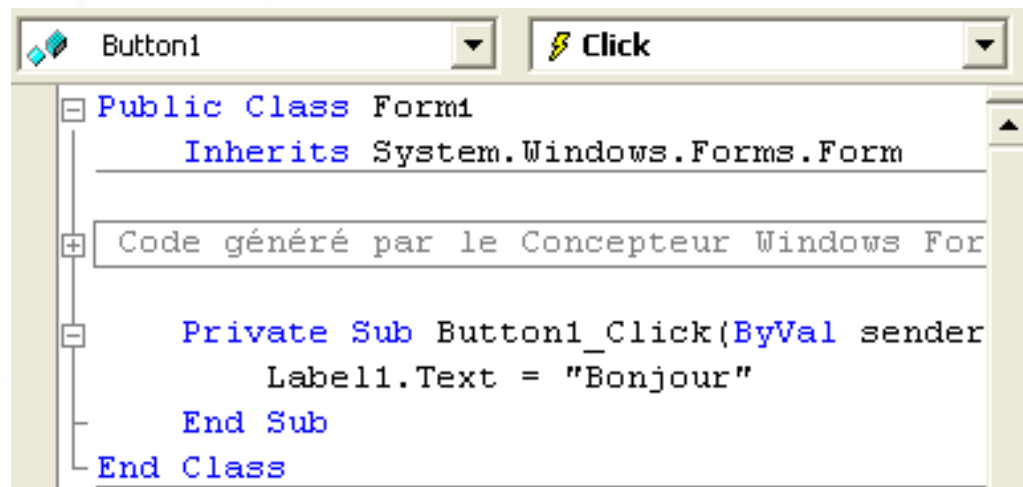 Button1 Click
Public Class Form1
Inherits System.Windows.Forms.Form
Code généré par le Concepteur Windows For
Private Sub Button1_Click(ByVal sender
Label1.Text = "Bonjour"
End Sub
End Class